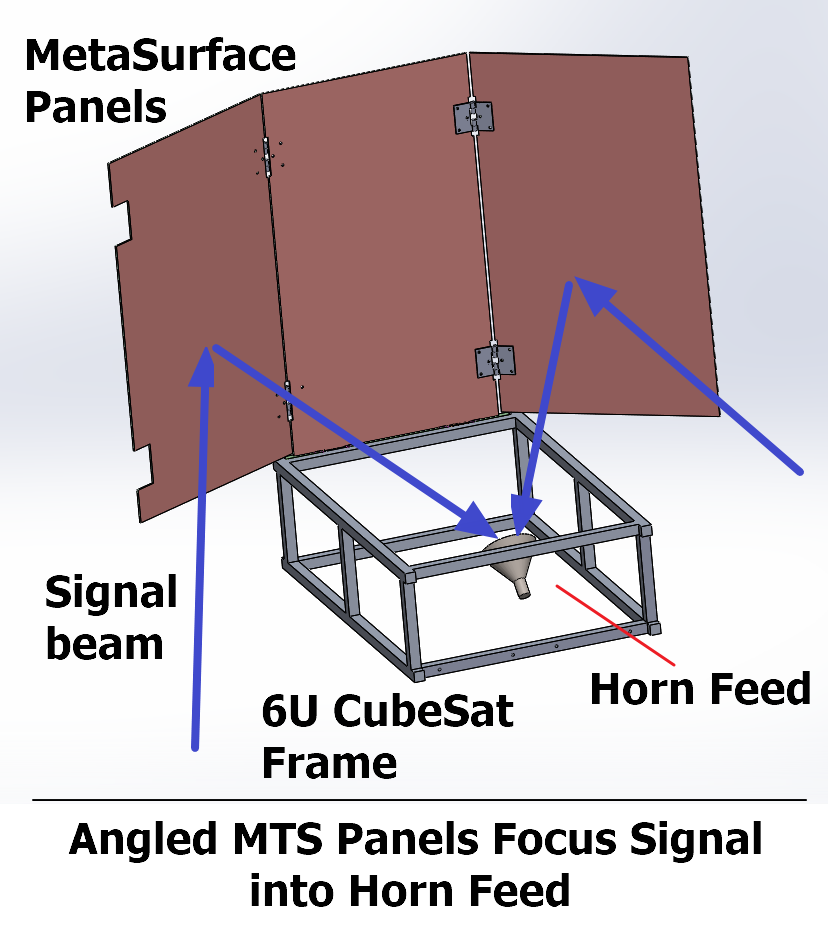 MetaSurface
Panels
Signal
beam
Horn Feed
6U CubeSat
Frame
Angled MTS Panels Focus Signal
into Horn Feed